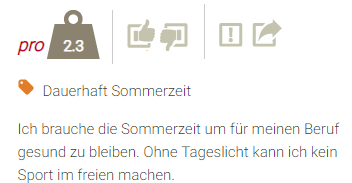 pro 2.3
Dauerhaft Sommerzeit
Ich brauche die Sommerzeit um für meinen Beruf
gesund zu bleiben. Ohne Tageslicht kann ich kein
Sport im freien machen.